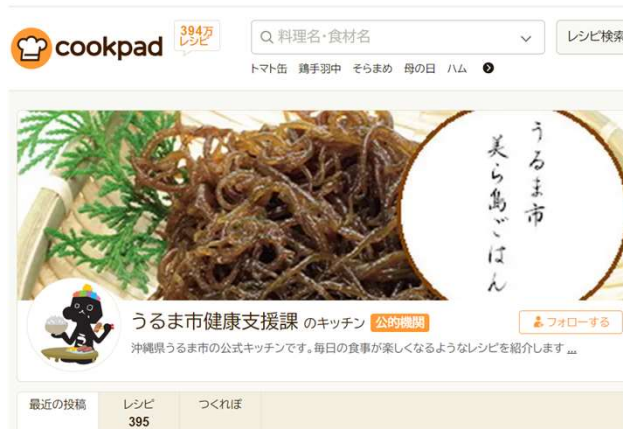 cookpad
394万
レシピ
料理名・食材名
レシピ検索
トマト缶 鶏手羽中 そらまめ 母の日 ハム
うるま市
美ら島ごはん
うるま市健康支援課 のキッチン 公的機関
フォローする
沖縄県うるま市の公式キッチンです。毎日の食事が楽しくなるようなレシピを紹介します ...
最近の投稿 レシピ つくれぽ
395